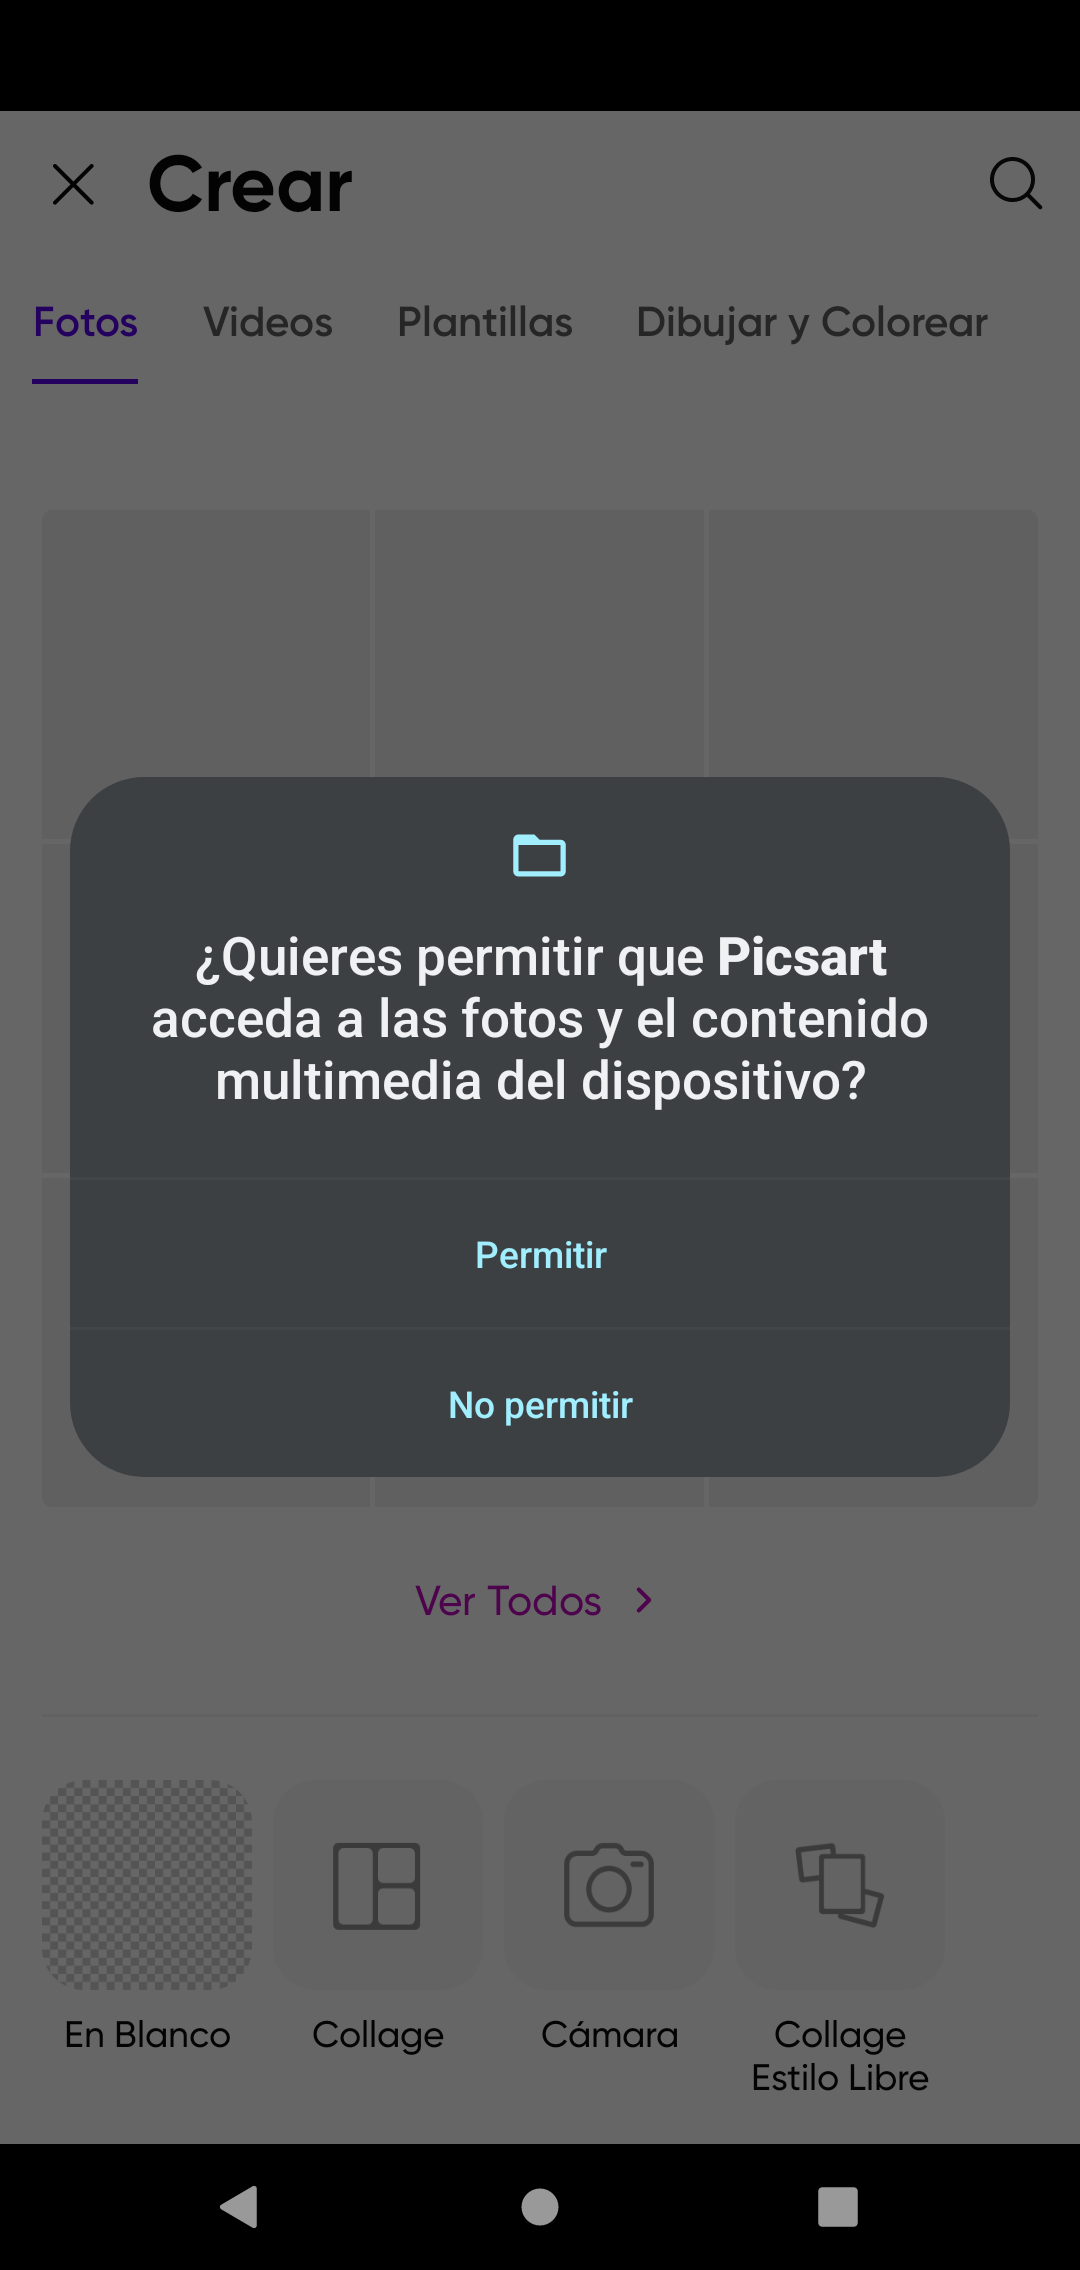 Crear
Fotos Videos Plantillas Dibujar y Colorear
¿Quieres permitir que Picsart
acceda a las fotos y el contenido
multimedia del dispositivo?
Permitir
No permitir
Ver Todos
En Blanco Collage Cámara Collage
Estilo Libre